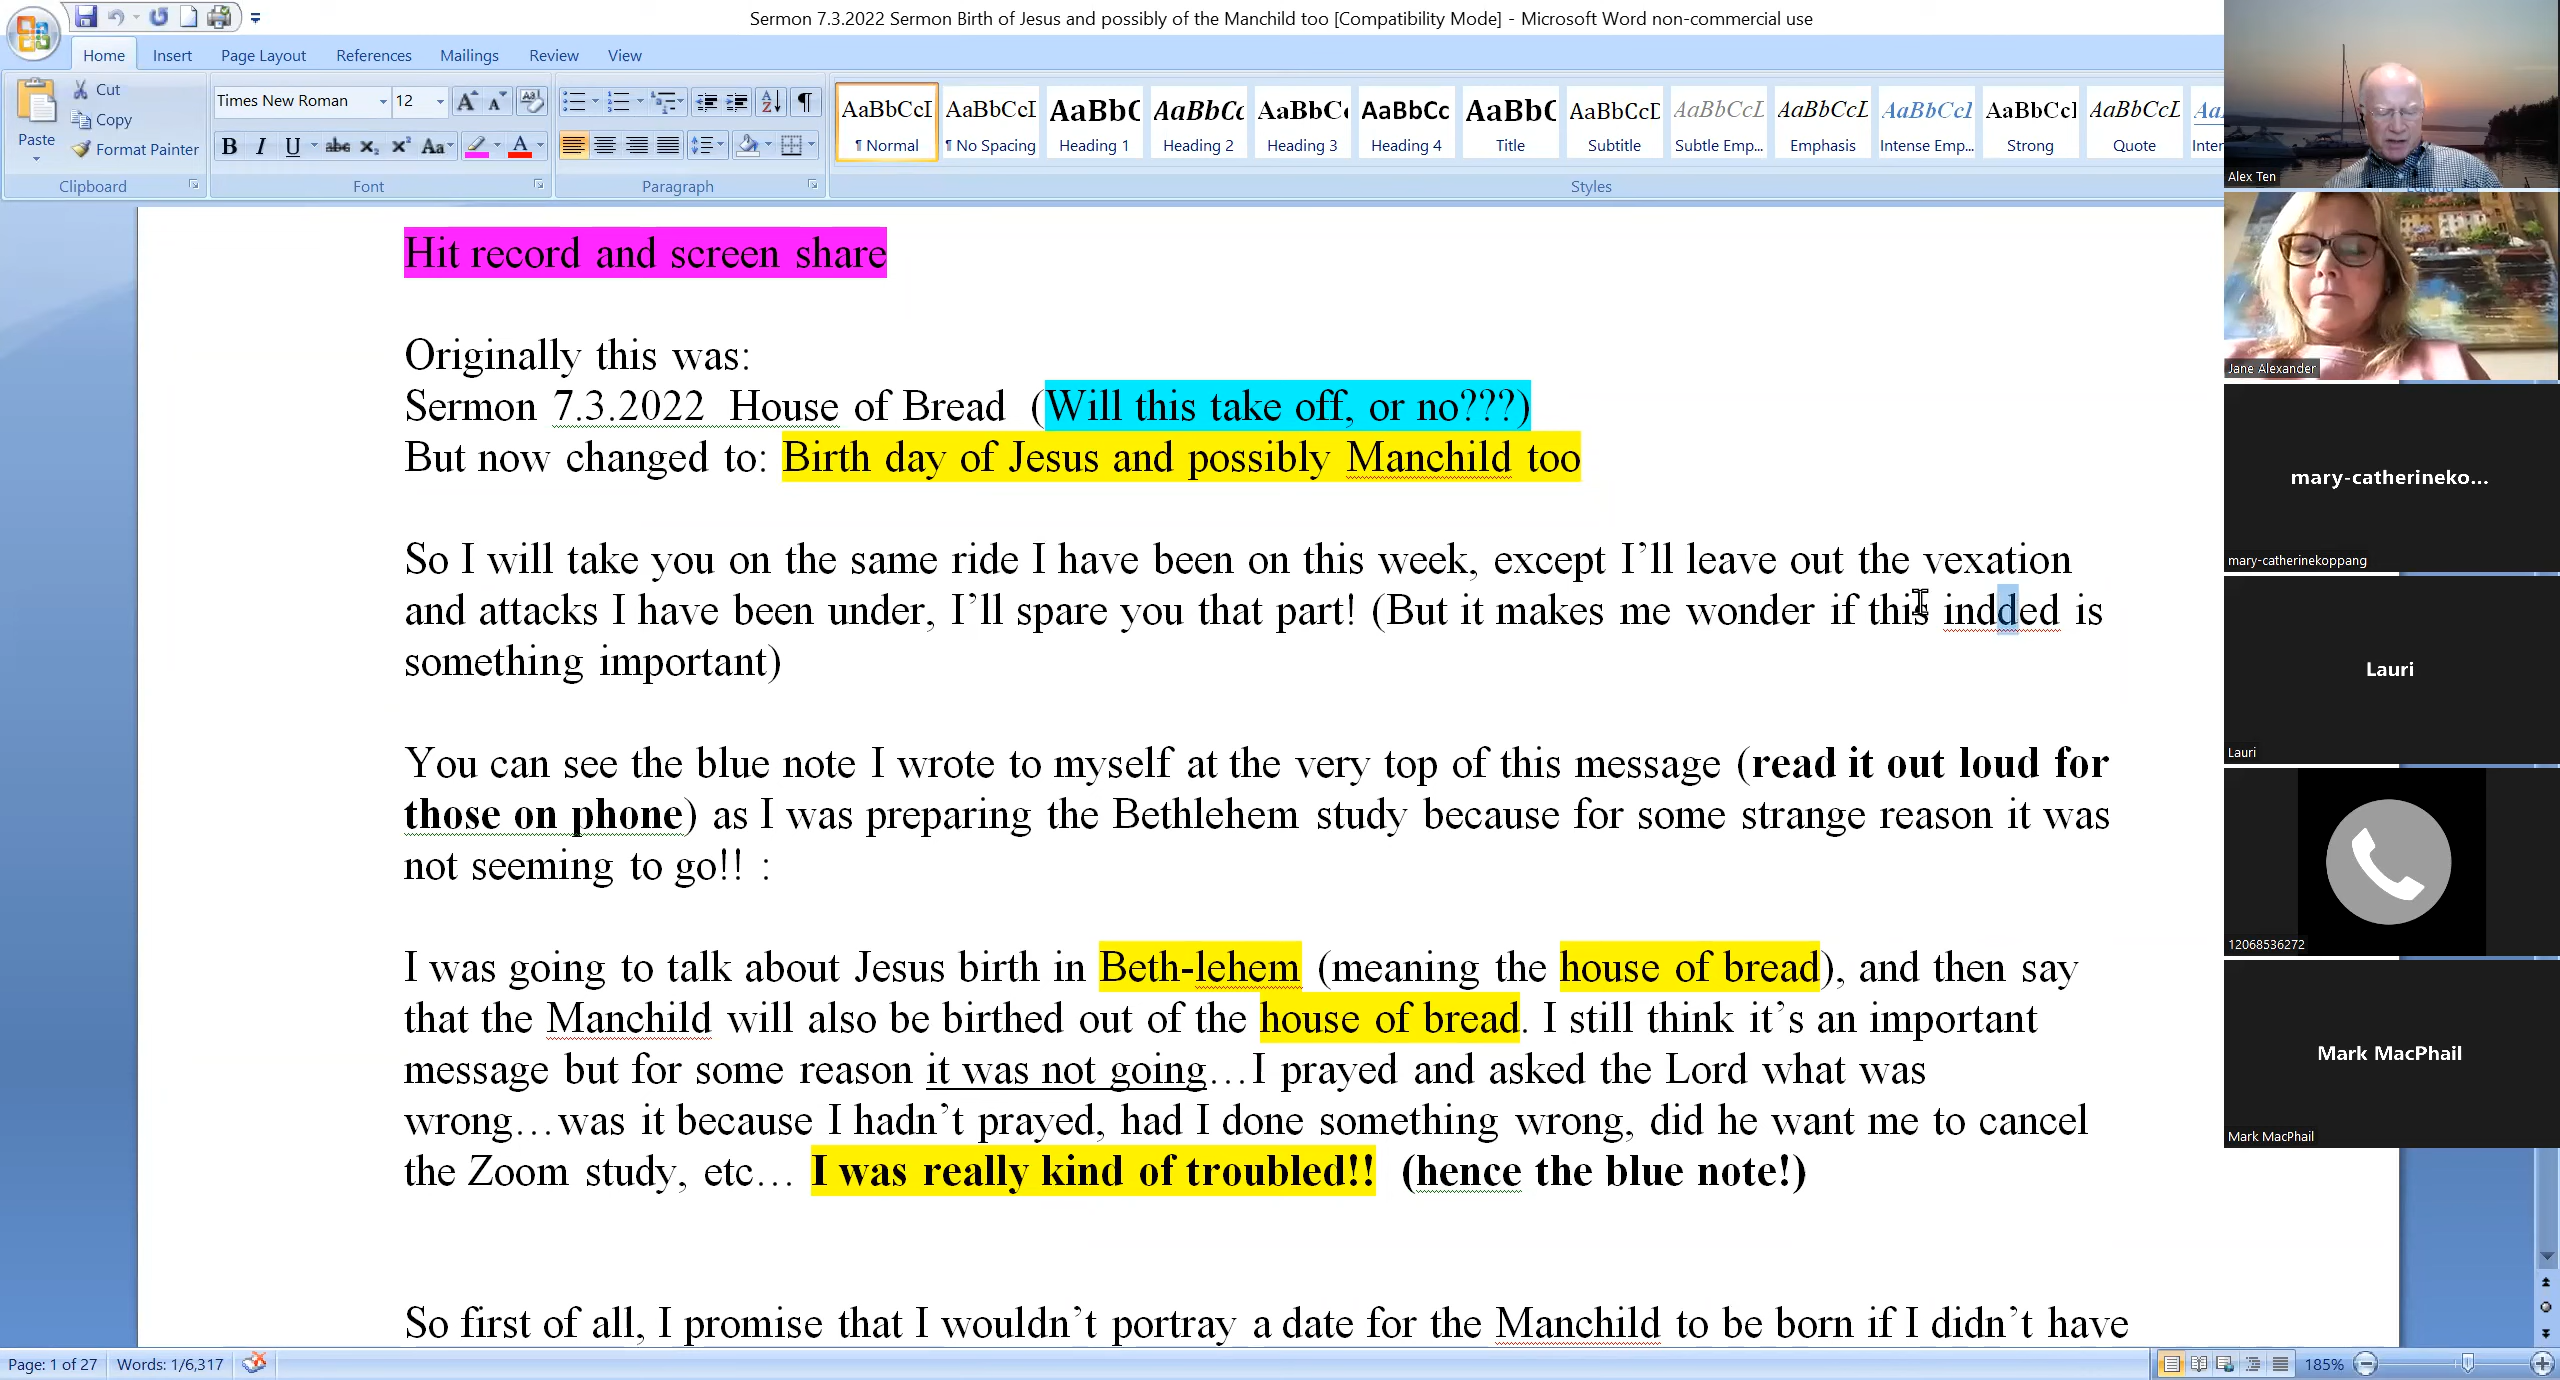 Sermon 7.3.2022 Sermon Birth of Jesus and possibly of the Manchild too [Compatibility Mode] - Microsoft Word non-commercial use
Home Insert Page Layout References Mailings Review View
Paste
Cut
Copy
Format Painter
Clipboard
Times New Roman 12
Font
Paragraph
AaBbCcI AaBbCcI AaBbC AaBbCc AaBbCc AaBbCc AaBbC AaBbCcD AaBbCcL AaBbCcL AaBbCcI AaBbCcI AaBbCcL
¶ Normal ¶ No Spacing Heading 1 Heading 2 Heading 3 Heading 4 Title Subtitle Subtle Emp... Emphasis Intense Emp... Strong Quote
Styles
Hit record and screen share
Originally this was:
Sermon 7.3.2022 House of Bread (Will this take off, or no???)
But now changed to: Birth day of Jesus and possibly Manchild too
So I will take you on the same ride I have been on this week, except I’ll leave out the vexation
and attacks I have been under, I’ll spare you that part! (But it makes me wonder if this indded is
something important)
You can see the blue note I wrote to myself at the very top of this message (read it out loud for
those on phone) as I was preparing the Bethlehem study because for some strange reason it was
not seeming to go!! :
I was going to talk about Jesus birth in Beth-lehem (meaning the house of bread), and then say
that the Manchild will also be birthed out of the house of bread. I still think it’s an important
message but for some reason it was not going…I prayed and asked the Lord what was
wrong…was it because I hadn’t prayed, had I done something wrong, did he want me to cancel
the Zoom study, etc… I was really kind of troubled!! (hence the blue note!)
So first of all, I promise that I wouldn’t portray a date for the Manchild to be born if I didn’t have
Page: 1 of 27 Words: 1/6,317
185%
Alex Ten
Jane Alexander
mary-catherineko...
mary-catherinekoppang
Lauri
Lauri
12068536272
Mark MacPhail
Mark MacPhail